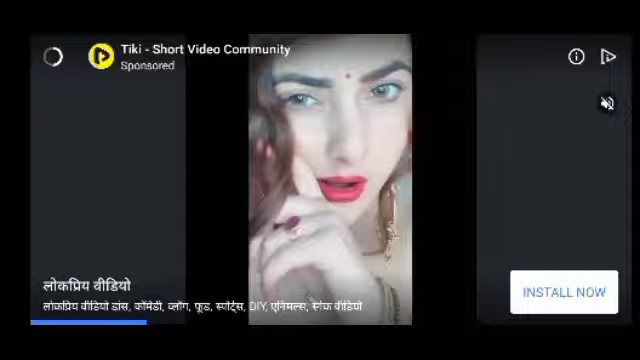 Tiki - Short Video Community
Sponsored
लोकप्रिय वीडियो
लोकप्रिय वीडियो डांस, कॉमेडी, व्लॉग, फूड, स्पोर्ट्स, DIY, एनिमल्स, स्नैक वीडियो
INSTALL NOW